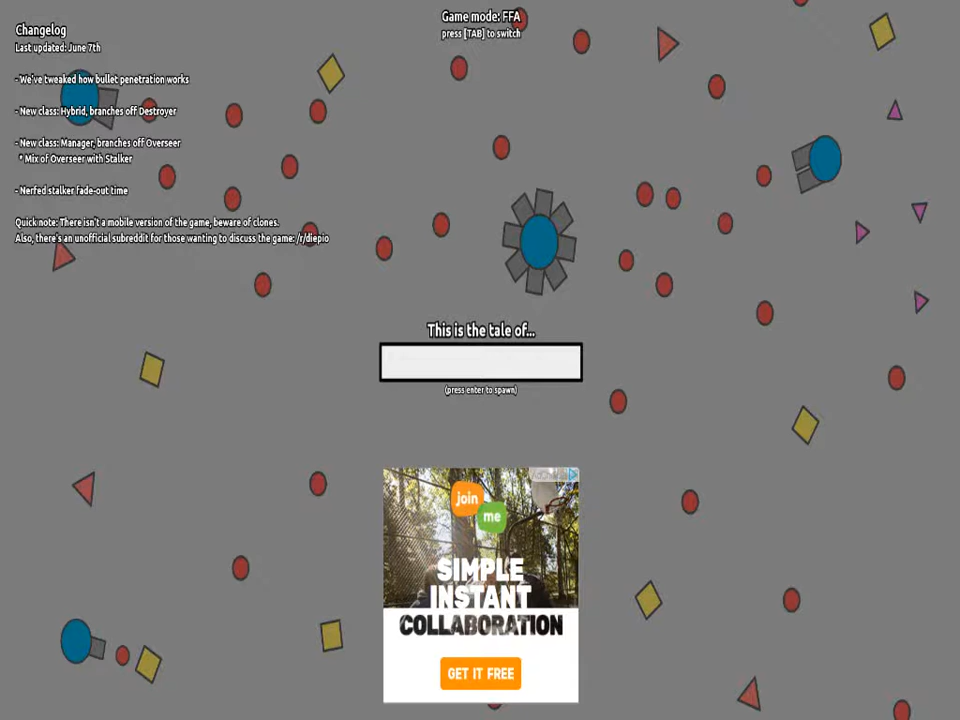 Changelog
Last updated: June 7th
- We've tweaked how bullet penetration works
- New class: Hybrid, branches off Destroyer
- New class: Manager, branches off Overseer
* Mix of Overseer with Stalker
- Nerfed stalker fade-out time
Quick note: There isn't a mobile version of the game, beware of clones.
Also, there's an unofficial subreddit for those wanting to discuss the game: /r/diepio
Game mode: FFA
press [TAB] to switch
This is the tale of...
(press enter to spawn)
join
me
SIMPLE
INSTANT
COLLABORATION
GET IT FREE